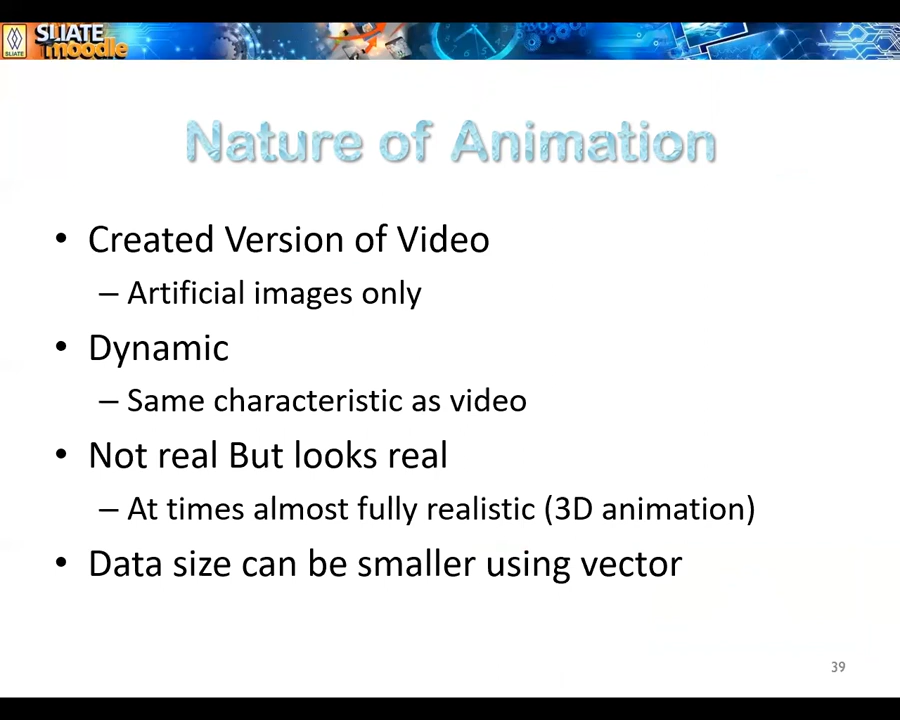 SLIATE
moodle
SLIATE
Nature of Animation
• Created Version of Video
– Artificial images only
• Dynamic
– Same characteristic as video
• Not real But looks real
– At times almost fully realistic (3D animation)
• Data size can be smaller using vector
39